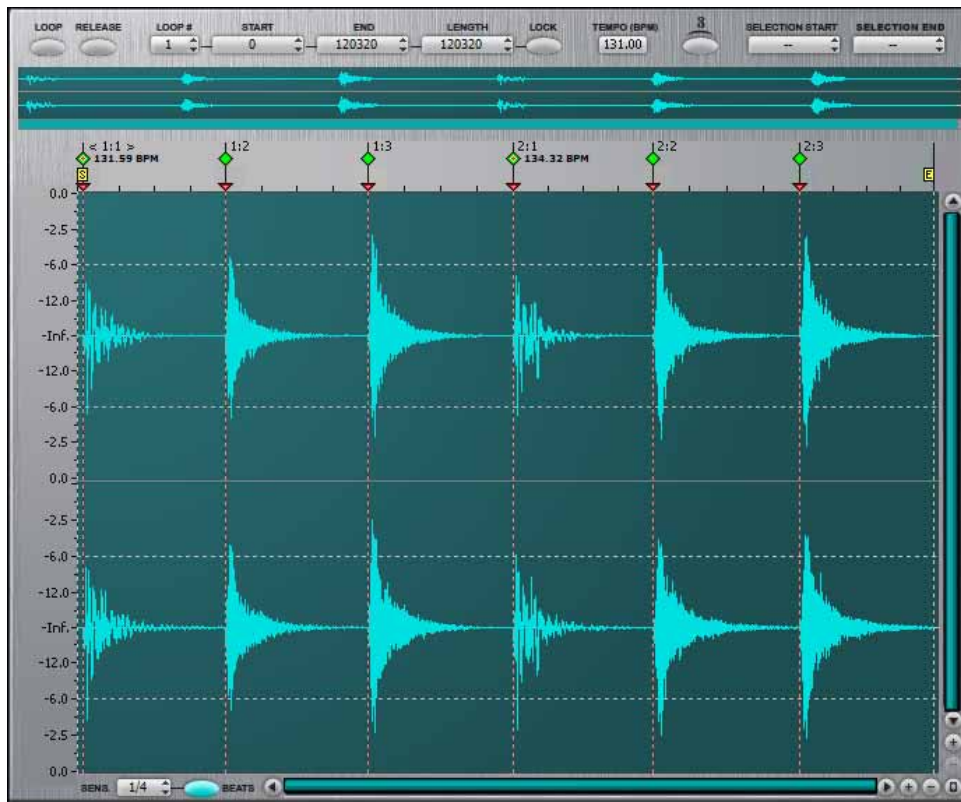 LOOP RELEASE LOOP # START END LENGTH LOCK TEMPO (BPM) 3 SELECTION START SELECTION END
1 0 120320 120320 131.00 -- --
< 1:1 > 1:2 1:3 2:1 2:2 2:3
131.59 BPM 134.32 BPM
S E
0.0
-2.5
-6.0
-12.0
-Inf.
-12.0
-6.0
-2.5
0.0
-2.5
-6.0
-12.0
-Inf.
-12.0
-6.0
-2.5
0.0
SENS. 1/4 BEATS